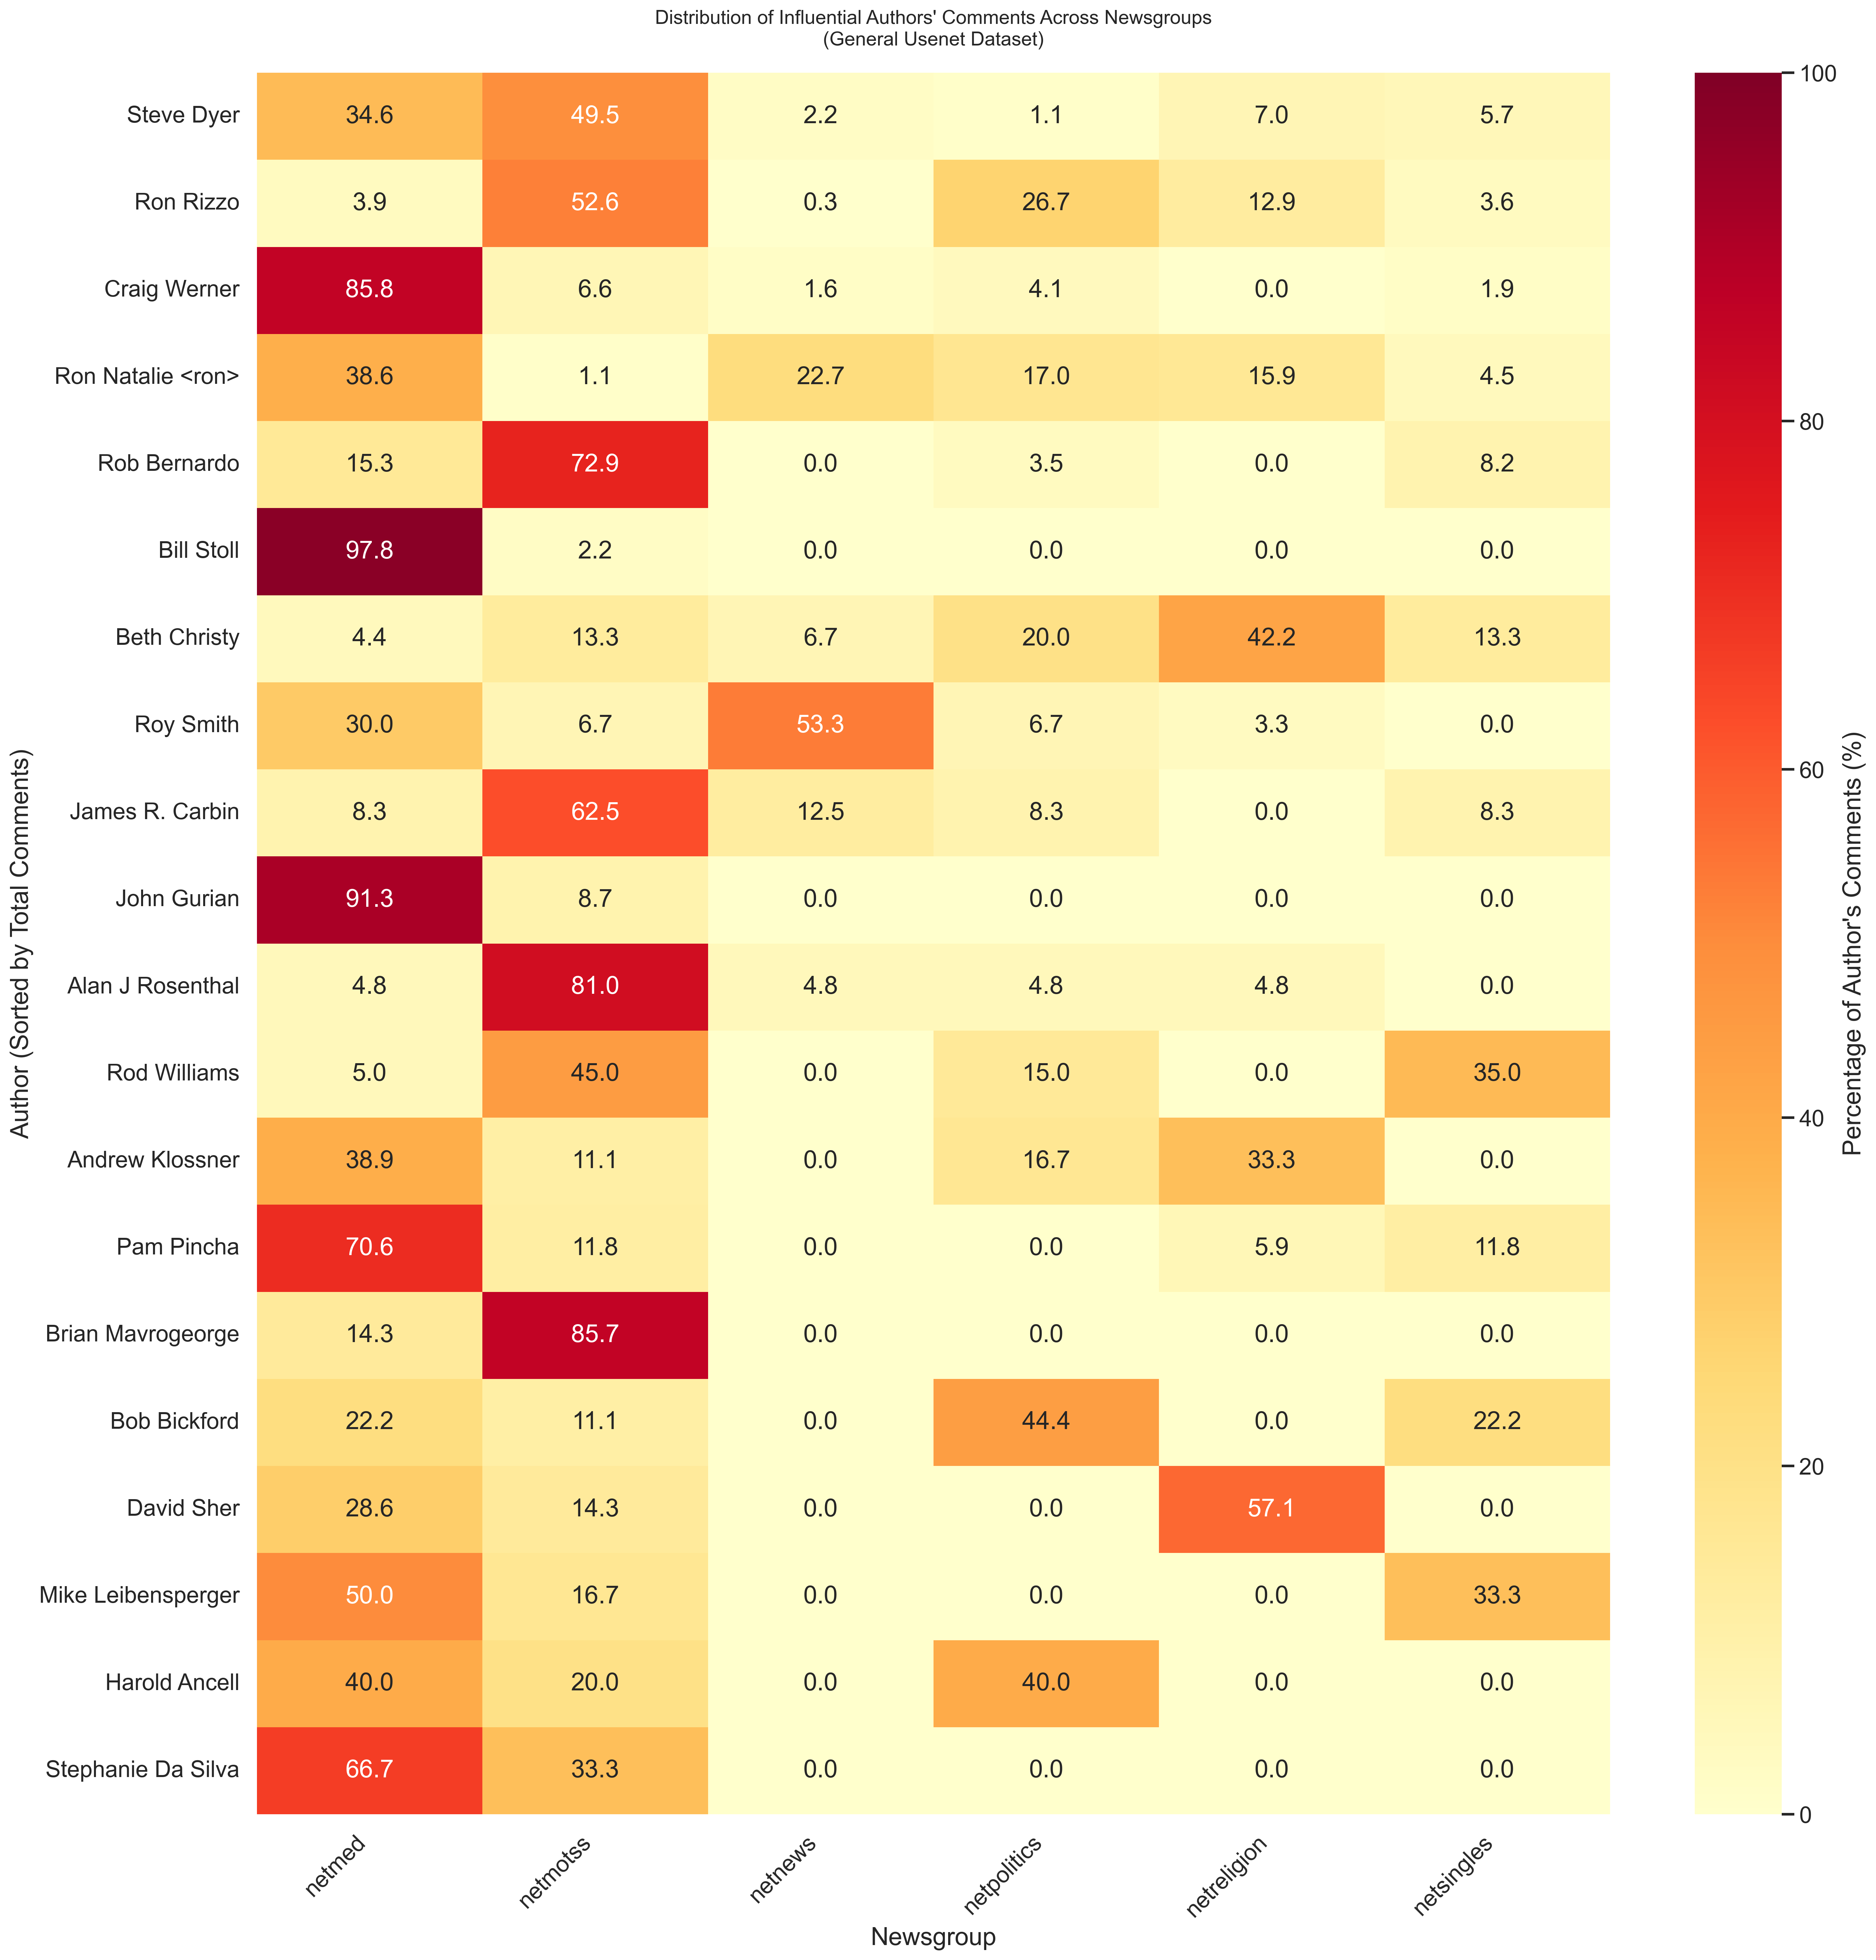 Distribution of Influential Authors' Comments Across Newsgroups
(General Usenet Dataset)
Steve Dyer 34.6 49.5 2.2 1.1 7.0 5.7
Ron Rizzo 3.9 52.6 0.3 26.7 12.9 3.6
Craig Werner 85.8 6.6 1.6 4.1 0.0 1.9
Ron Natalie <ron> 38.6 1.1 22.7 17.0 15.9 4.5
Rob Bernardo 15.3 72.9 0.0 3.5 0.0 8.2
Bill Stoll 97.8 2.2 0.0 0.0 0.0 0.0
Beth Christy 4.4 13.3 6.7 20.0 42.2 13.3
Roy Smith 30.0 6.7 53.3 6.7 3.3 0.0
James R. Carbin 8.3 62.5 12.5 8.3 0.0 8.3
John Gurian 91.3 8.7 0.0 0.0 0.0 0.0
Alan J Rosenthal 4.8 81.0 4.8 4.8 4.8 0.0
Rod Williams 5.0 45.0 0.0 15.0 0.0 35.0
Andrew Klossner 38.9 11.1 0.0 16.7 33.3 0.0
Pam Pincha 70.6 11.8 0.0 0.0 5.9 11.8
Brian Mavrogeorge 14.3 85.7 0.0 0.0 0.0 0.0
Bob Bickford 22.2 11.1 0.0 44.4 0.0 22.2
David Sher 28.6 14.3 0.0 0.0 57.1 0.0
Mike Leibensperger 50.0 16.7 0.0 0.0 0.0 33.3
Harold Ancell 40.0 20.0 0.0 40.0 0.0 0.0
Stephanie Da Silva 66.7 33.3 0.0 0.0 0.0 0.0
netmed netmotss netnews netpolitics netreligion netsingles
Newsgroup
Author (Sorted by Total Comments)
100
80
60
40
20
0
Percentage of Author's Comments (%)